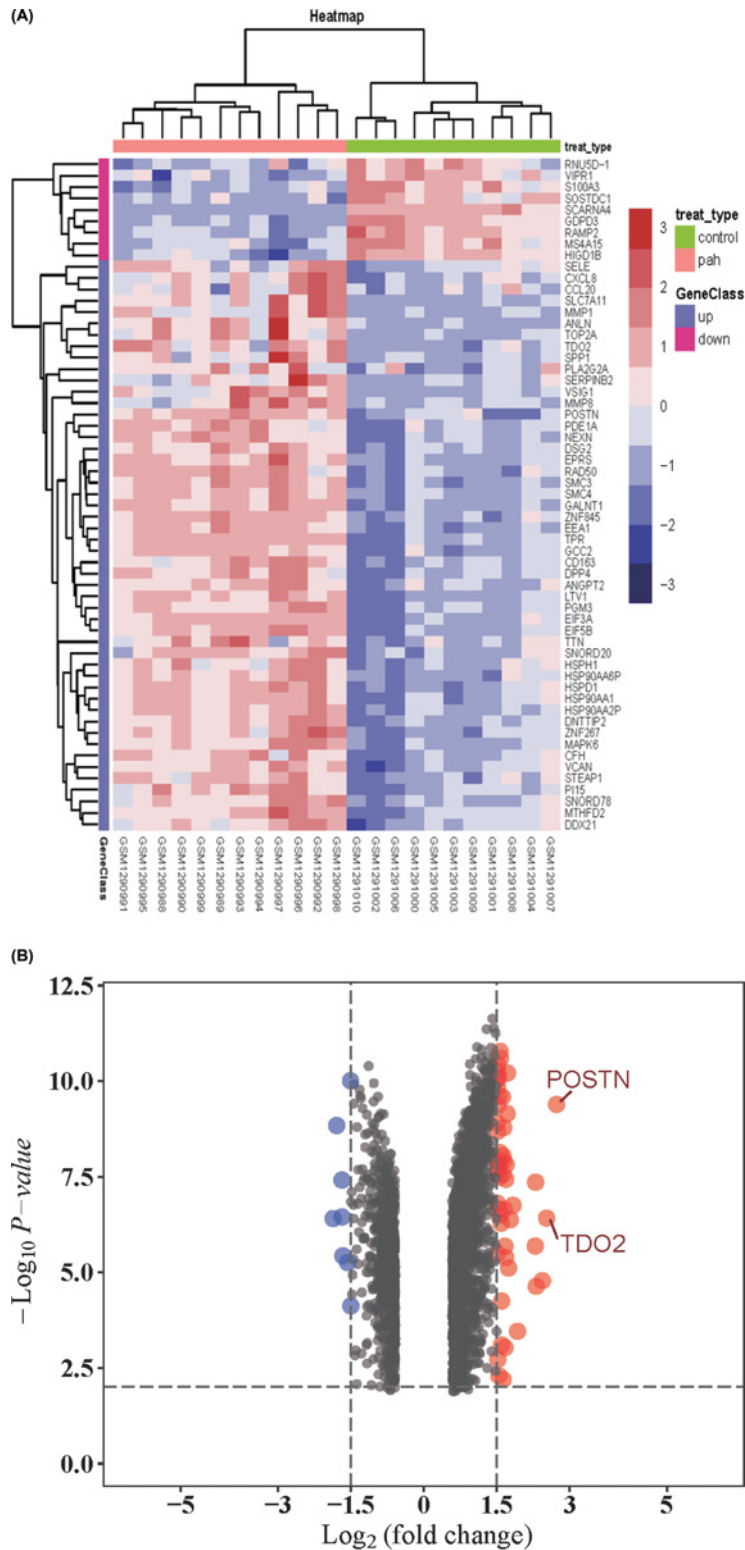 (A)
Heatmap
treat_type
RNU5D-1
VIPR1
S100A3
SOSTDC1
SCARNA4
GDPD3
RAMP2
MS4A15
HIGD1B
SELE
CXCL8
CCL20
SLC7A11
MMP1
ANLN
TOP2A
TDO2
SPP1
PLA2G2A
SERPINB2
VSIG1
MMP8
POSTN
PDE1A
NEXN
DSG2
EPRS
RAD50
SMC3
SMC4
GALNT1
ZNF845
EEA1
TPR
GCC2
CD163
DPP4
ANGPT2
LTV1
PGM3
EIF3A
EIF5B
TTN
SNORD20
HSPH1
HSP90AA6P
HSPD1
HSP90AA1
HSP90AA2P
DNTTIP2
ZNF267
MAPK6
CFH
VCAN
STEAP1
PI15
SNORD78
MTHFD2
DDX21
3
2
1
0
−1
−2
−3
treat_type
control
pah
GeneClass
up
down
GeneClass
GSM1290991
GSM1290995
GSM1290988
GSM1290990
GSM1290999
GSM1290989
GSM1290993
GSM1290994
GSM1290997
GSM1290996
GSM1290992
GSM1290998
GSM1291010
GSM1291002
GSM1291006
GSM1291000
GSM1291005
GSM1291003
GSM1291009
GSM1291001
GSM1291008
GSM1291004
GSM1291007
(B)
12.5
10.0
7.5
5.0
2.5
0.0
−Log10 P−value
POSTN
TDO2
−5 −3 −1.5 0 1.5 3 5
Log2 (fold change)